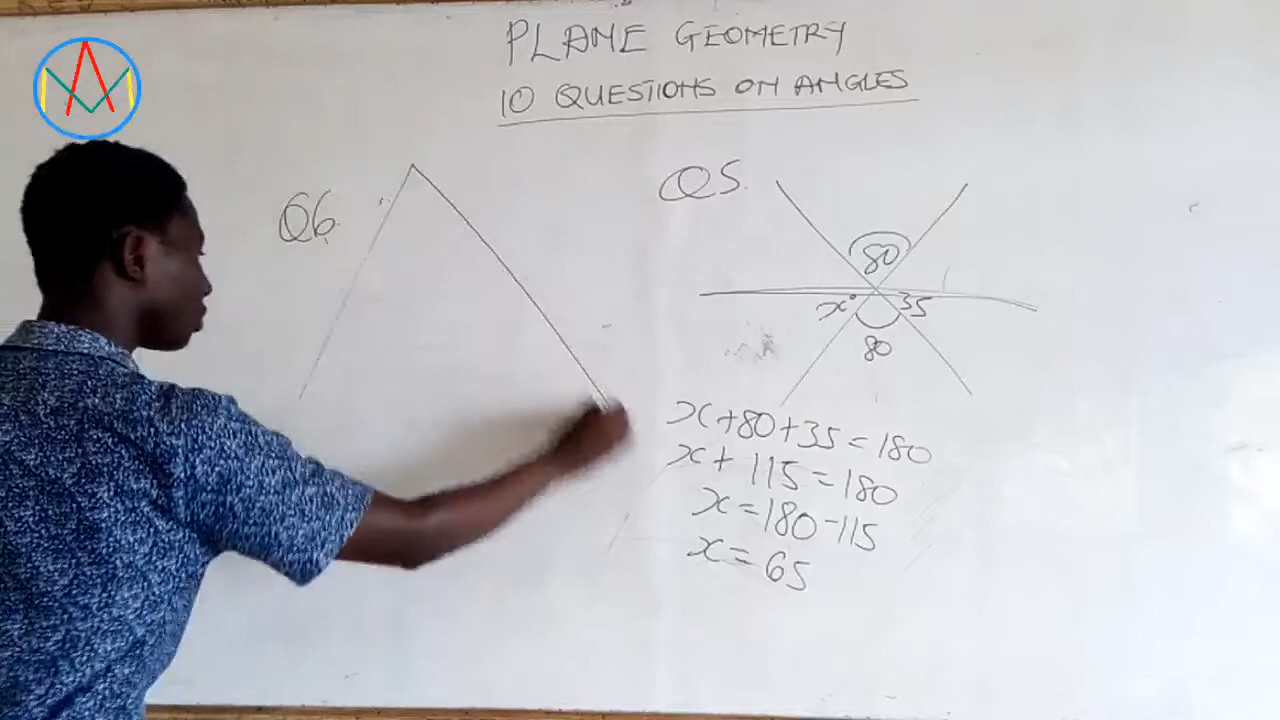 PLANE GEOMETRY
10 QUESTIONS ON ANGLES
Q6.
Q5.
80
x° 35
80
x+80+35=180
x+115=180
x=180-115
x=65